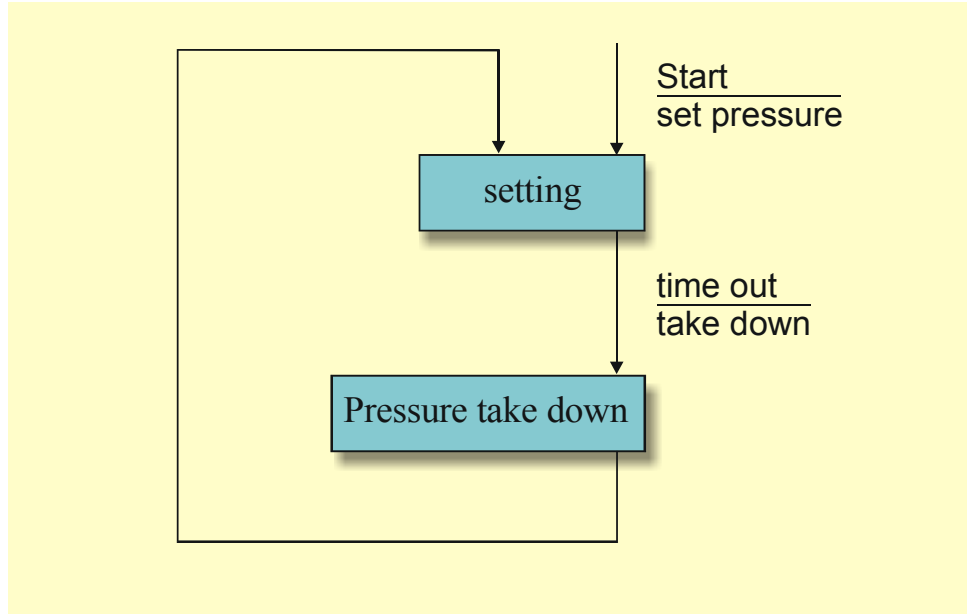 Start
set pressure
setting
time out
take down
Pressure take down